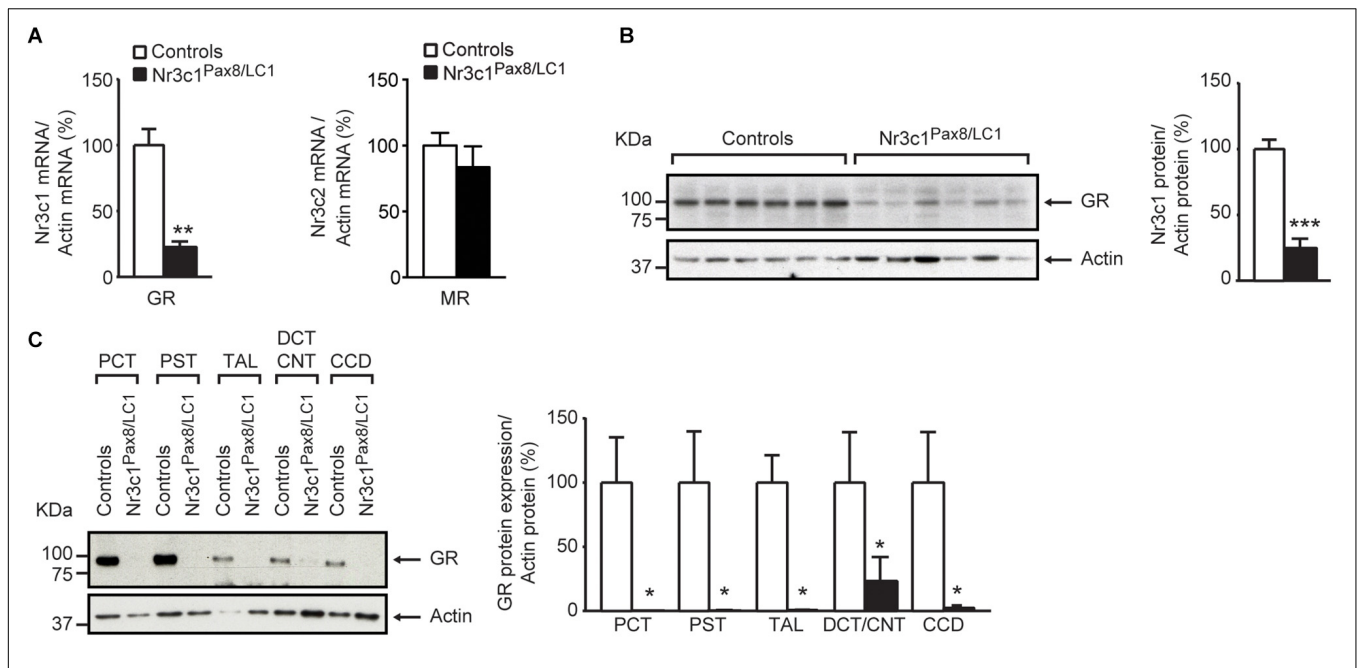 A
Controls
Nr3c1Pax8/LC1
150
100
50
0
Nr3c1 mRNA/
Actin mRNA (%)
**
GR
Controls
Nr3c1Pax8/LC1
150
100
50
0
Nr3c2 mRNA /
Actin mRNA (%)
MR
B
KDa
Controls
Nr3c1Pax8/LC1
100
75
GR
37
Actin
150
100
50
0
Nr3c1 protein/
Actin protein (%)
***
C
PCT
PST
TAL
DCT
CNT
CCD
Controls
Nr3c1Pax8/LC1
Controls
Nr3c1Pax8/LC1
Controls
Nr3c1Pax8/LC1
Controls
Nr3c1Pax8/LC1
Controls
Nr3c1Pax8/LC1
KDa
100
75
GR
37
Actin
150
100
50
0
GR protein expression/
Actin protein (%)
* * * * *
PCT PST TAL DCT/CNT CCD